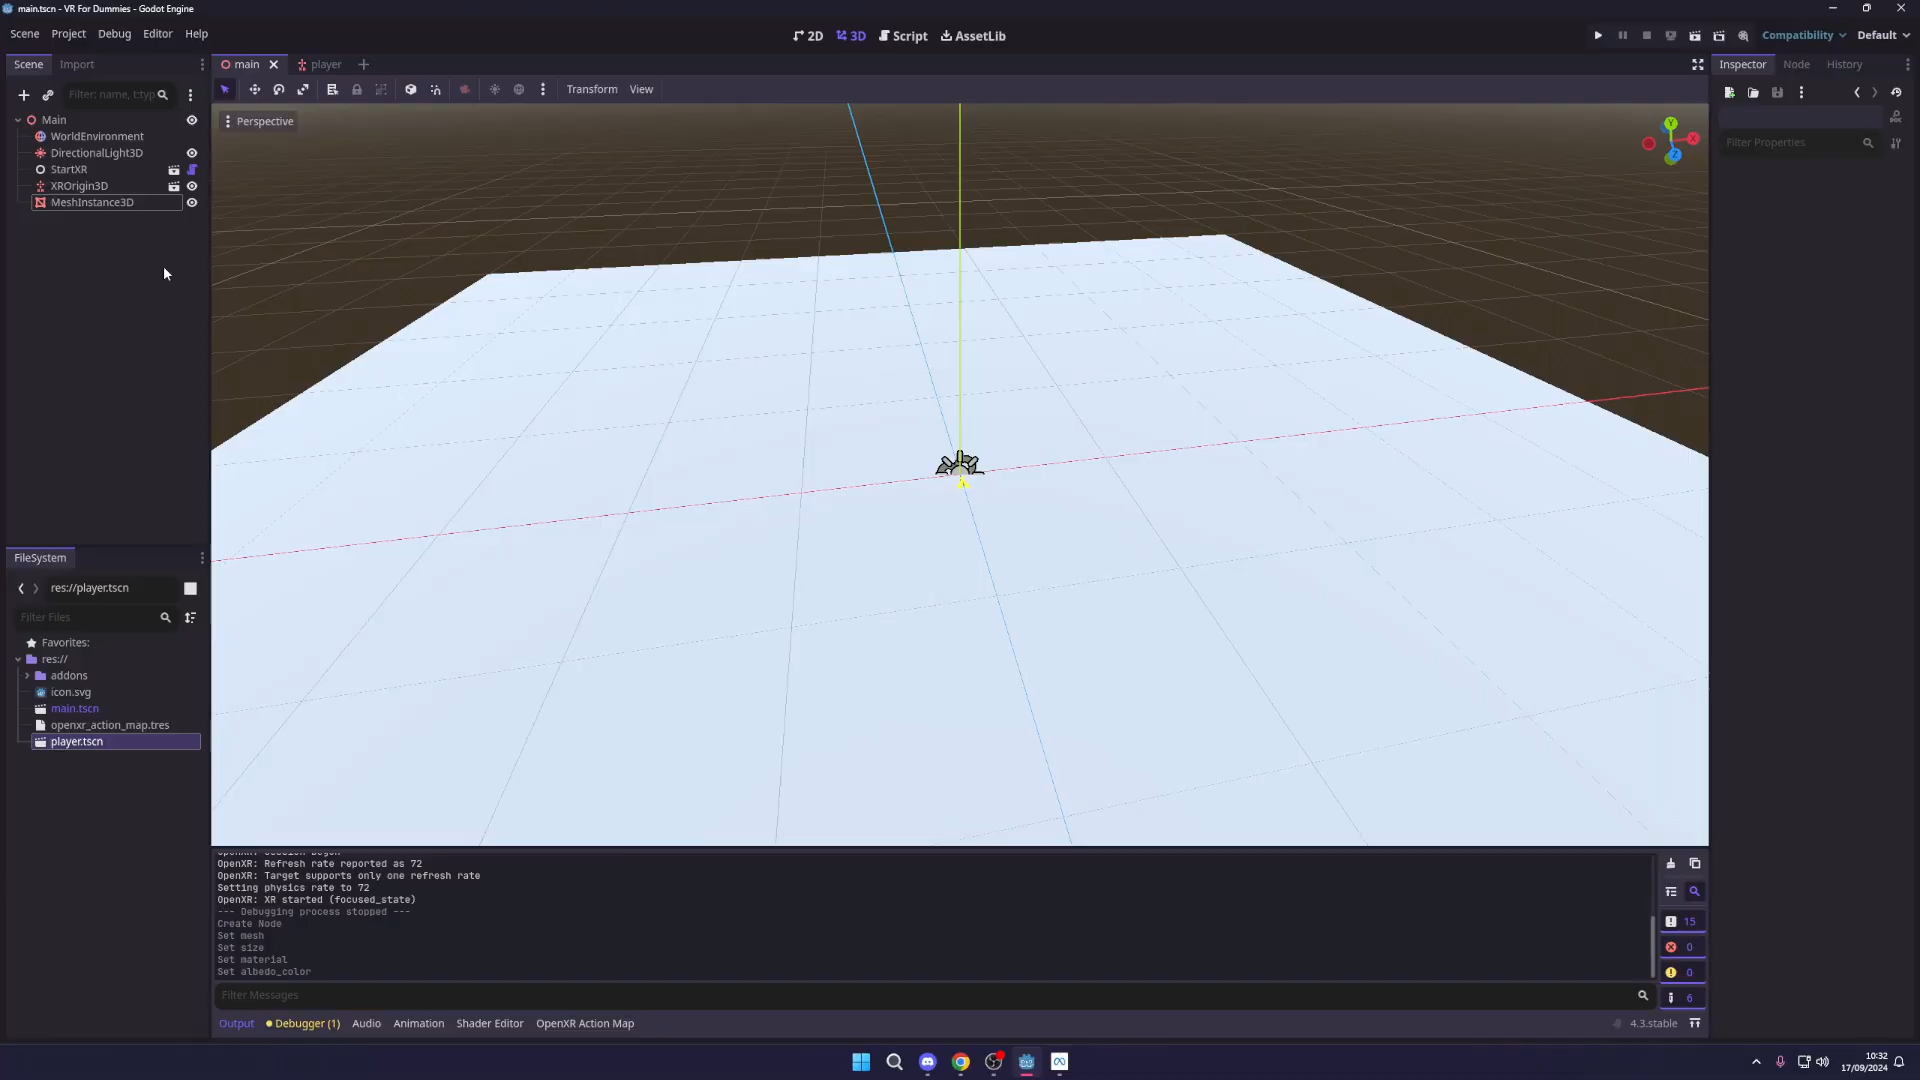 main.tscn - VR For Dummies - Godot Engine
Scene Project Debug Editor Help
2D 3D Script AssetLib
Compatibility Default
Scene Import
main player
Inspector Node History
Filter: name, t:typ
Transform View
Perspective
Y
X
Z
Filter Properties
Main
WorldEnvironment
DirectionalLight3D
StartXR
XROrigin3D
MeshInstance3D
FileSystem
res://player.tscn
Filter Files
Favorites:
res://
addons
icon.svg
main.tscn
openxr_action_map.tres
player.tscn
OpenXR: Refresh rate reported as 72
OpenXR: Target supports only one refresh rate
Setting physics rate to 72
OpenXR: XR started (focused_state)
--- Debugging process stopped ---
Create Node
Set mesh
Set size
Set material
Set albedo_color
15
0
0
6
Filter Messages
Output Debugger (1) Audio Animation Shader Editor OpenXR Action Map
4.3.stable
10:32
17/09/2024